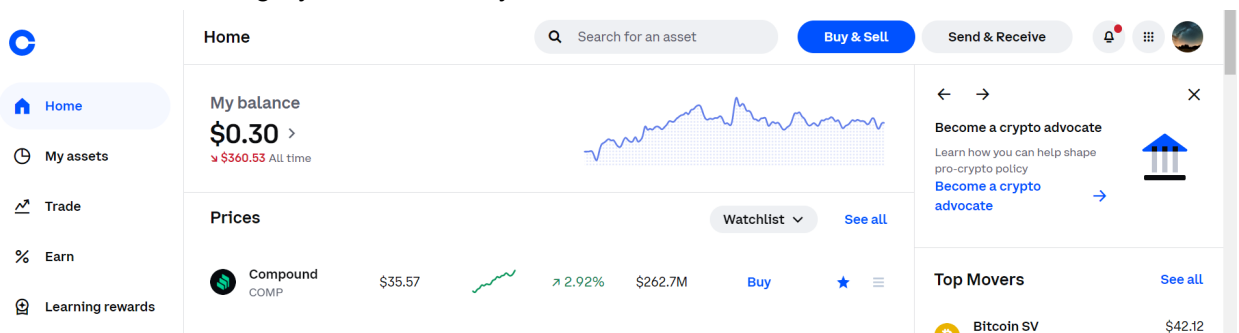 Home
Search for an asset
Buy & Sell
Send & Receive
Home
My assets
Trade
Earn
Learning rewards
My balance
$0.30
$360.53 All time
Prices
Watchlist
See all
Compound
COMP
$35.57
2.92%
$262.7M
Buy
Become a crypto advocate
Learn how you can help shape
pro-crypto policy
Become a crypto
advocate
Top Movers
See all
Bitcoin SV
$42.12